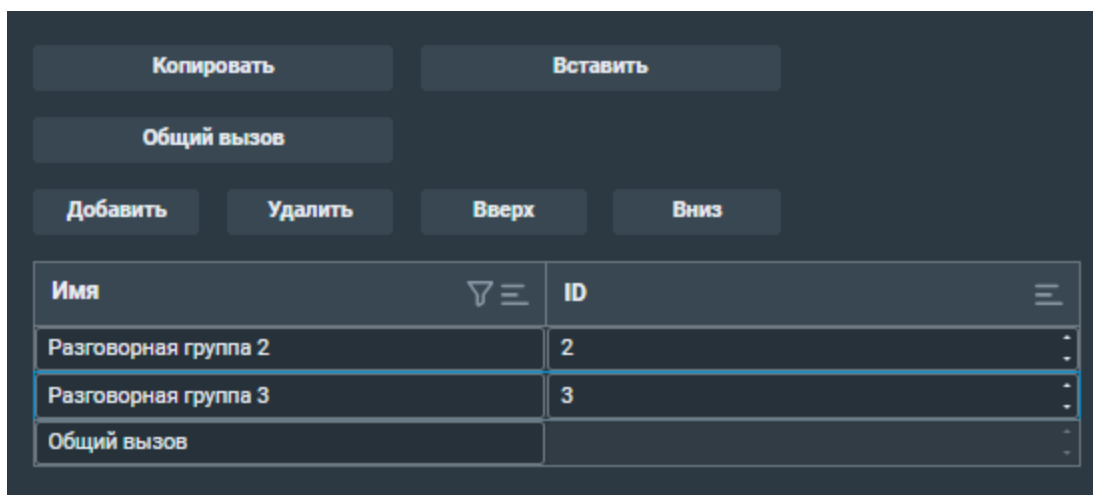 Копировать Вставить
Общий вызов
Добавить Удалить Вверх Вниз
Имя ID
Разговорная группа 2 2
Разговорная группа 3 3
Общий вызов